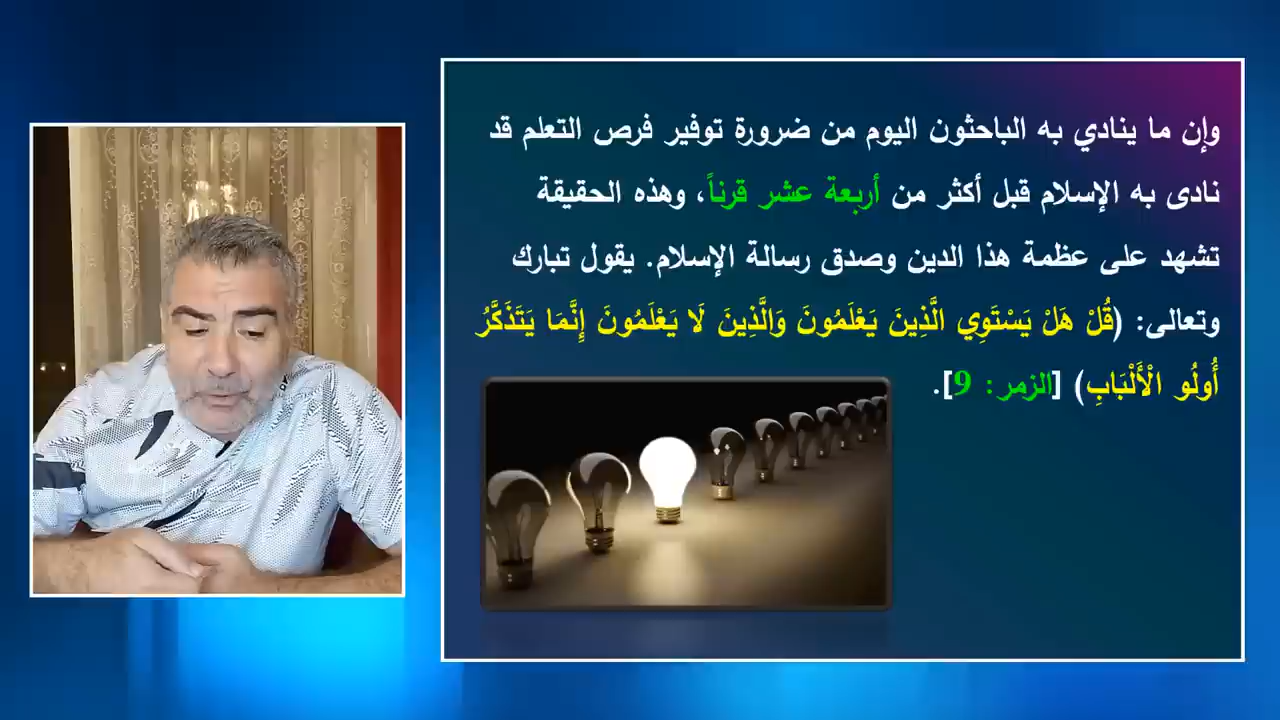 وإن ما ينادي به الباحثون اليوم من ضرورة توفير فرص التعلم قد
نادى به الإسلام قبل أكثر من أربعة عشر قرناً، وهذه الحقيقة
تشهد على عظمة هذا الدين وصدق رسالة الإسلام. يقول تبارك
وتعالى: (قُلْ هَلْ يَسْتَوِي الَّذِينَ يَعْلَمُونَ وَالَّذِينَ لَا يَعْلَمُونَ إِنَّمَا يَتَذَكَّرُ
أُولُو الْأَلْبَابِ) [الزمر: 9].